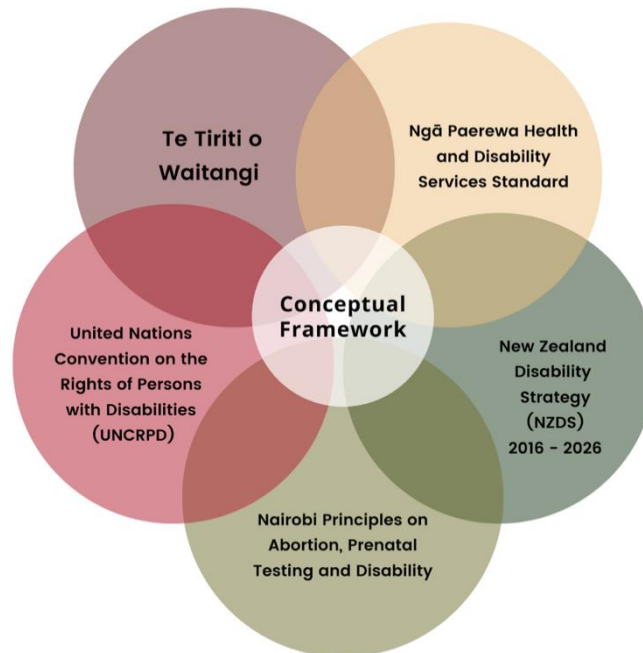 Te Tiriti o
Waitangi
Ngā Paerewa Health
and Disability
Services Standard
Conceptual
Framework
United Nations
Convention on the
Rights of Persons
with Disabilities
(UNCRPD)
New Zealand
Disability
Strategy
(NZDS)
2016 - 2026
Nairobi Principles on
Abortion, Prenatal
Testing and Disability